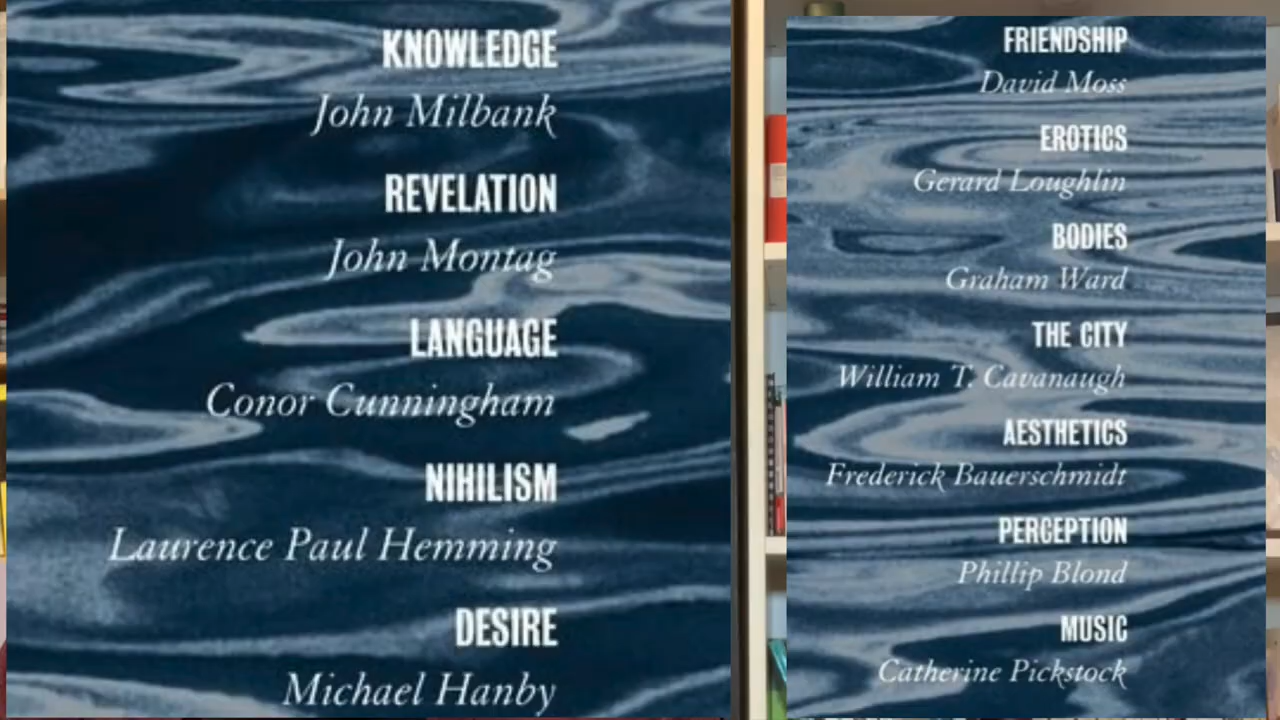 KNOWLEDGE
John Milbank
REVELATION
John Montag
LANGUAGE
Conor Cunningham
NIHILISM
Laurence Paul Hemming
DESIRE
Michael Hanby
FRIENDSHIP
David Moss
EROTICS
Gerard Loughlin
BODIES
Graham Ward
THE CITY
William T. Cavanaugh
AESTHETICS
Frederick Bauerschmidt
PERCEPTION
Phillip Blond
MUSIC
Catherine Pickstock